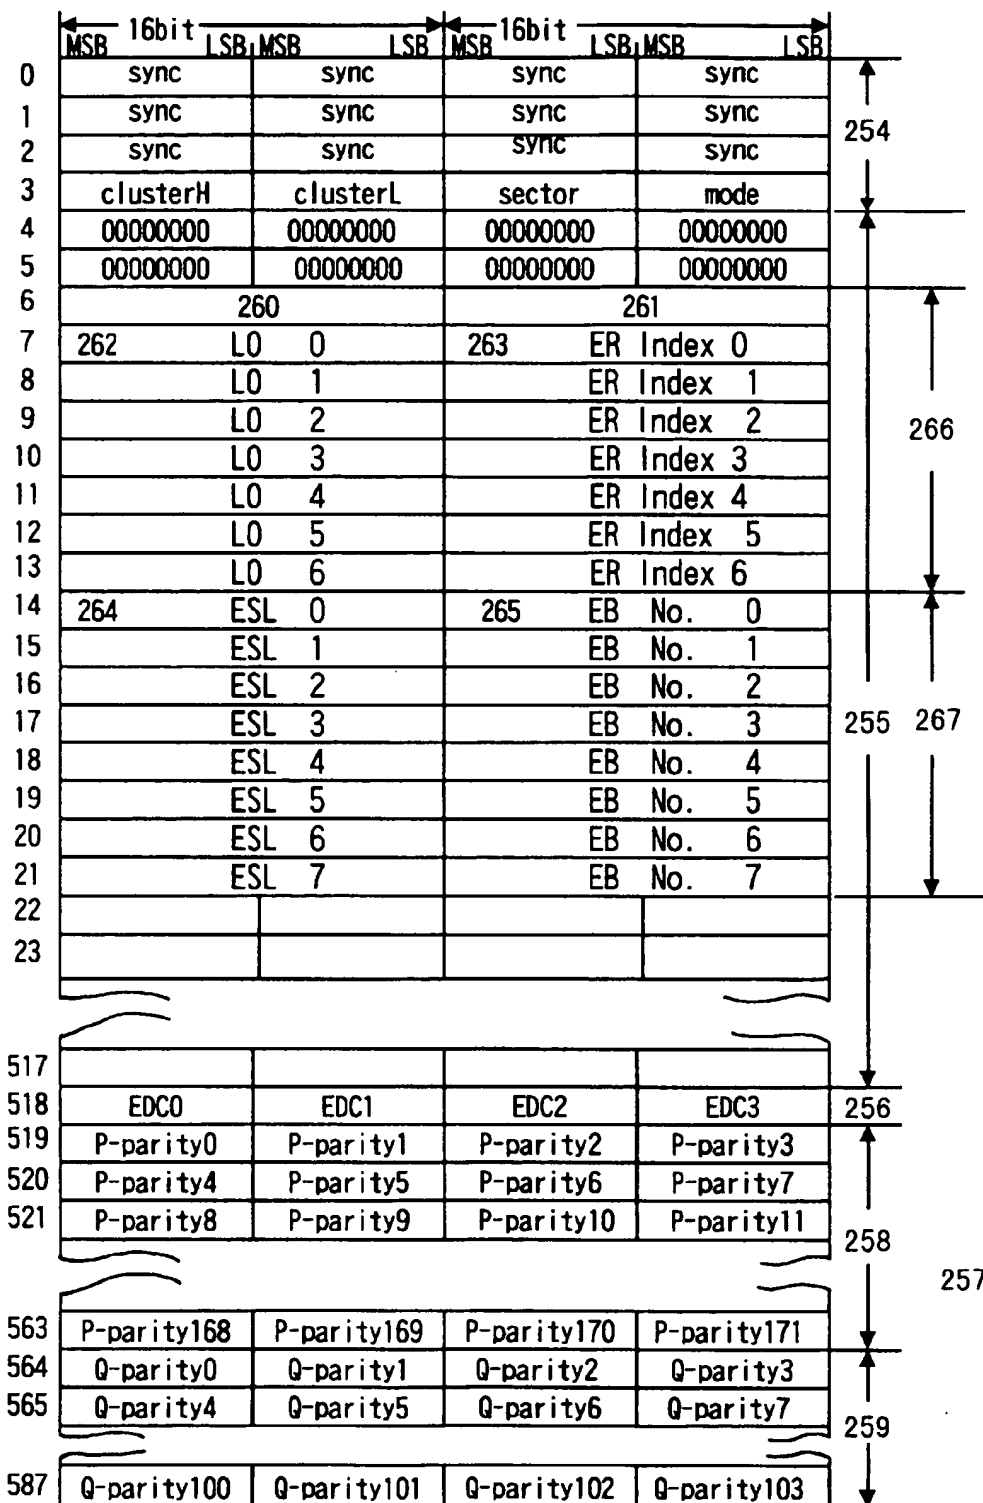 16bit 16bit
MSB LSB MSB LSB MSB LSB MSB LSB
0 sync sync sync sync
1 sync sync sync sync 254
2 sync sync sync sync
3 clusterH clusterL sector mode
4 00000000 00000000 00000000 00000000
5 00000000 00000000 00000000 00000000
6 260 261
7 262 LO 0 263 ER Index 0
8 LO 1 ER Index 1
9 LO 2 ER Index 2 266
10 LO 3 ER Index 3
11 LO 4 ER Index 4
12 LO 5 ER Index 5
13 LO 6 ER Index 6
14 264 ESL 0 265 EB No. 0
15 ESL 1 EB No. 1
16 ESL 2 EB No. 2
17 ESL 3 EB No. 3 255 267
18 ESL 4 EB No. 4
19 ESL 5 EB No. 5
20 ESL 6 EB No. 6
21 ESL 7 EB No. 7
22
23
517
518 EDC0 EDC1 EDC2 EDC3 256
519 P-parity0 P-parity1 P-parity2 P-parity3
520 P-parity4 P-parity5 P-parity6 P-parity7
521 P-parity8 P-parity9 P-parity10 P-parity11
258
257
563 P-parity168 P-parity169 P-parity170 P-parity171
564 Q-parity0 Q-parity1 Q-parity2 Q-parity3
565 Q-parity4 Q-parity5 Q-parity6 Q-parity7
259
587 Q-parity100 Q-parity101 Q-parity102 Q-parity103